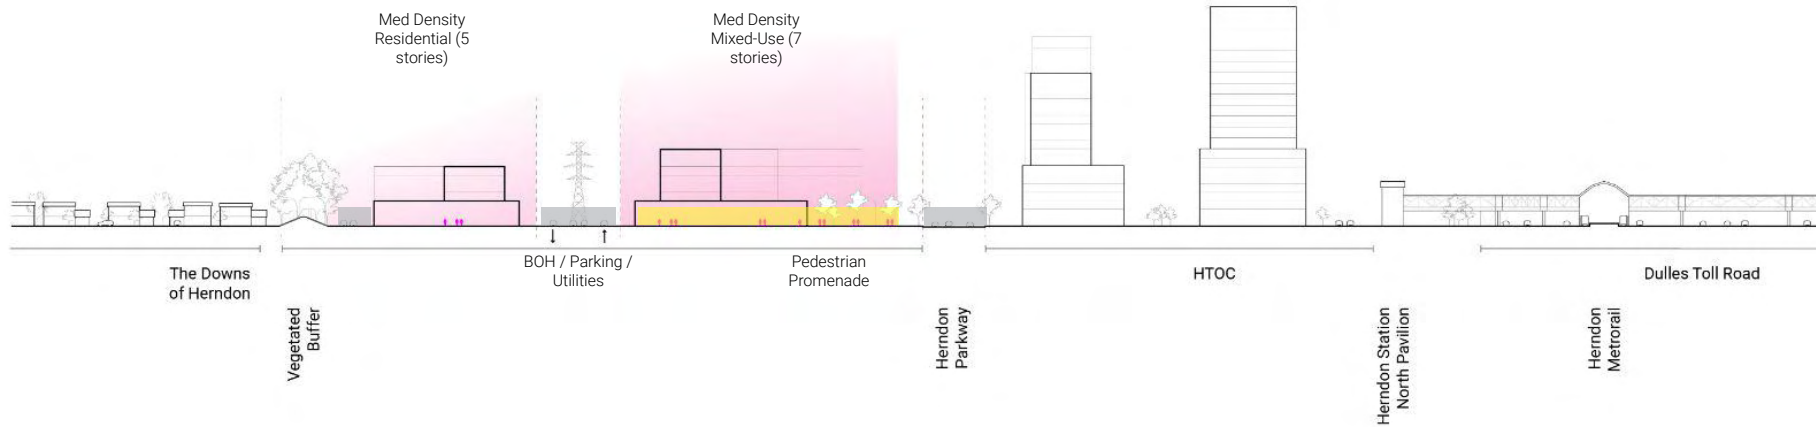 Med Density
Residential (5
stories)
Med Density
Mixed-Use (7
stories)
BOH / Parking /
Utilities
Pedestrian
Promenade
The Downs
of Herndon
HTOC
Dulles Toll Road
Vegetated
Buffer
Herndon
Parkway
Herndon Station
North Pavilion
Herndon
Metrorail